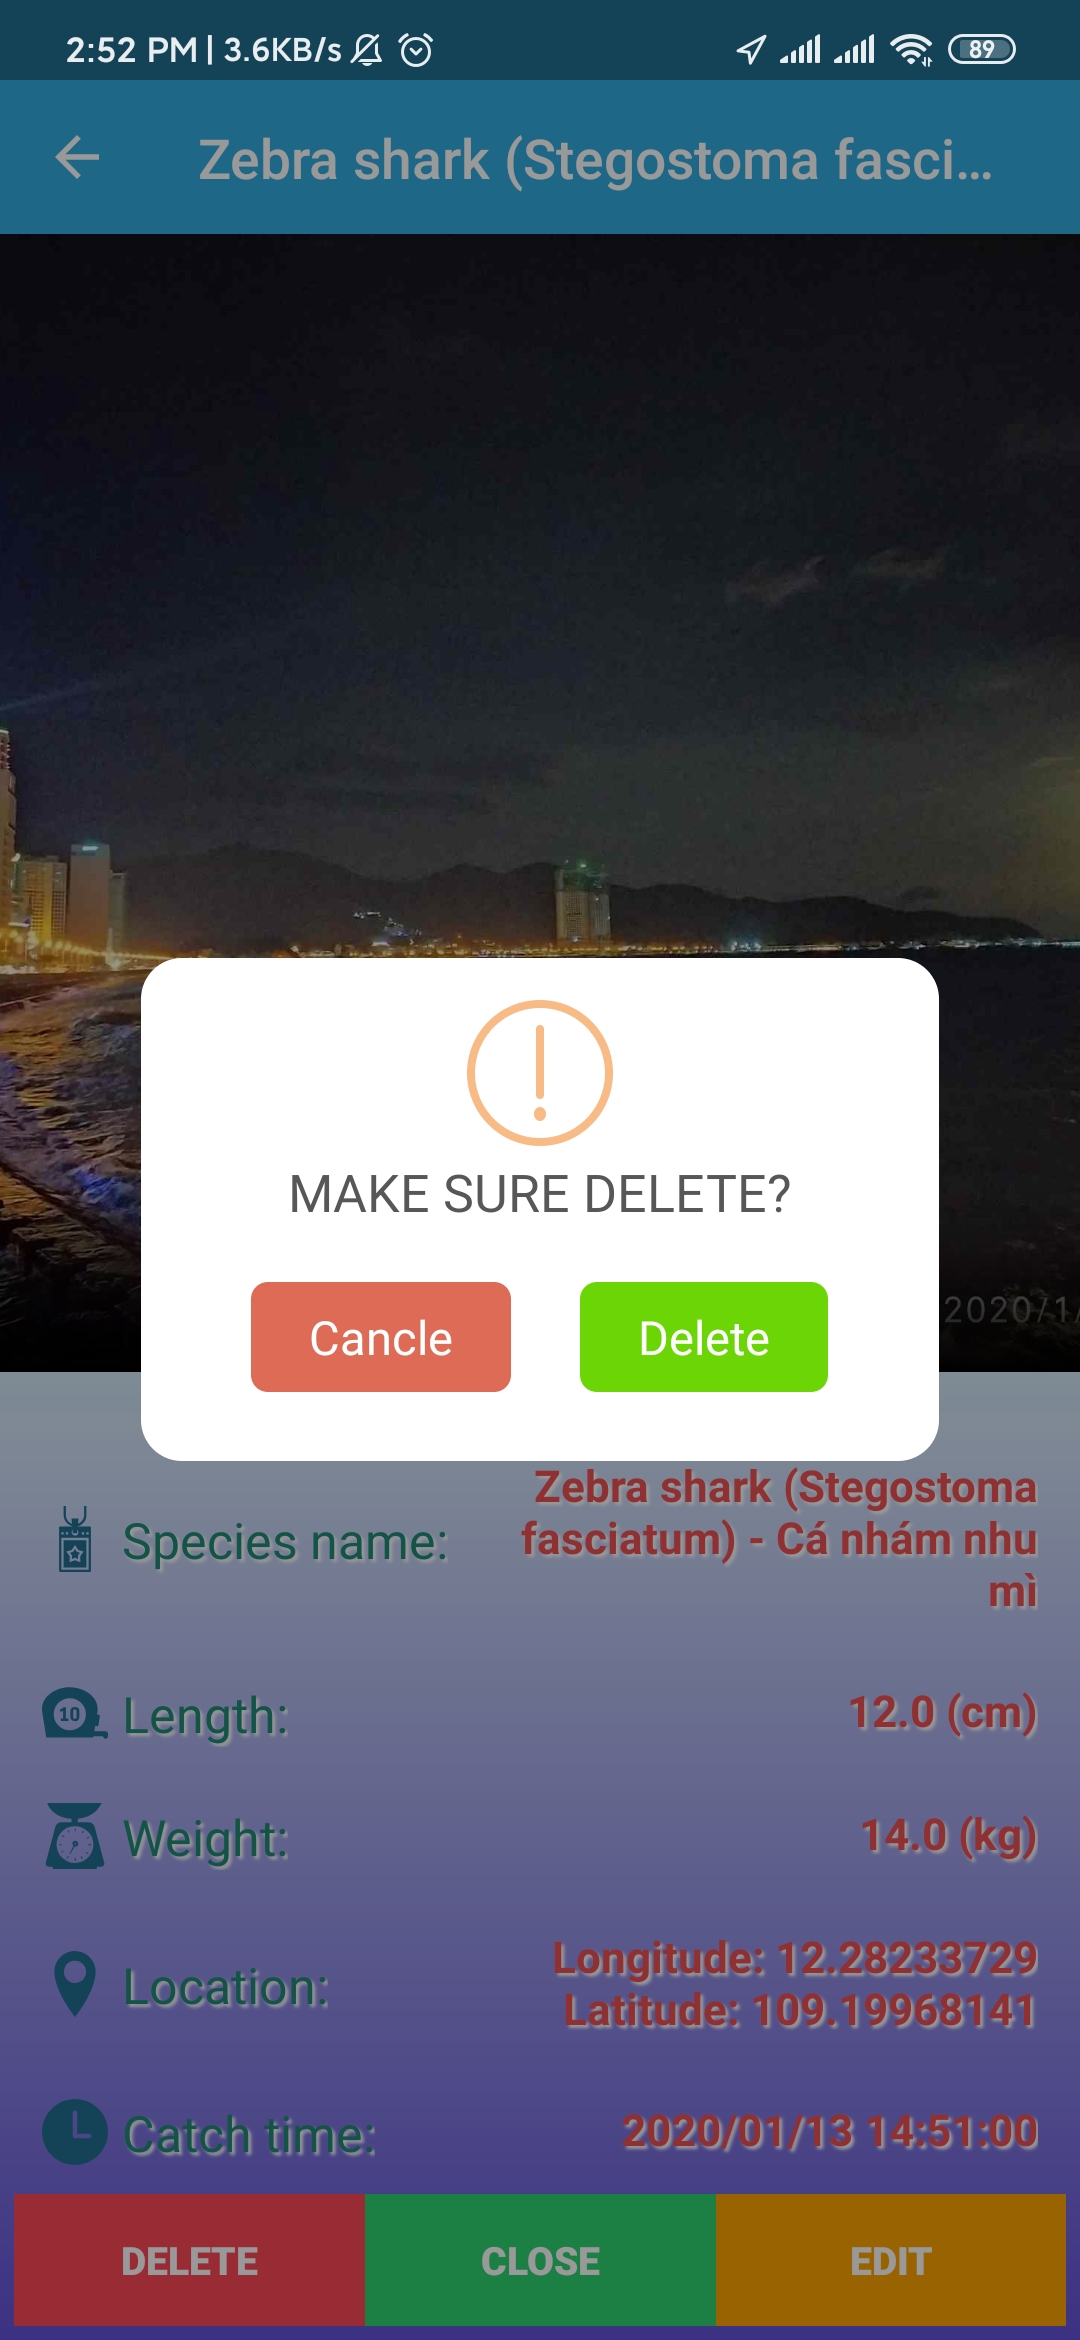 2:52 PM | 3.6KB/s 89
Zebra shark (Stegostoma fasci...
MAKE SURE DELETE?
2020/1/
Cancle Delete
Zebra shark (Stegostoma
Species name: fasciatum) - Cá nhám nhu
mì
10 Length: 12.0 (cm)
Weight: 14.0 (kg)
Longitude: 12.28233729
Location:
Latitude: 109.19968141
Catch time: 2020/01/13 14:51:00
DELETE CLOSE EDIT